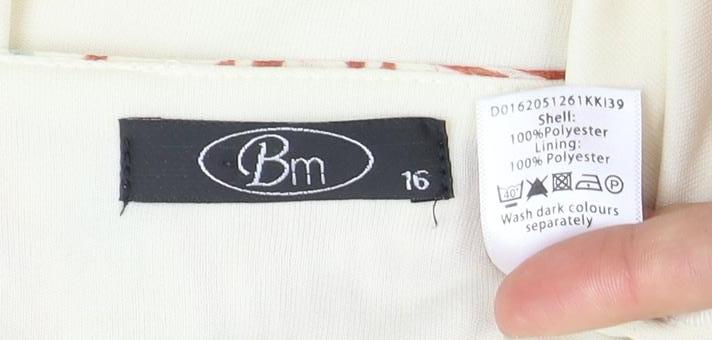 Bm
16
D0162051261KKI39
Shell:
100%Polyester
Lining:
100% Polyester
40°
P
Wash dark colours
separately